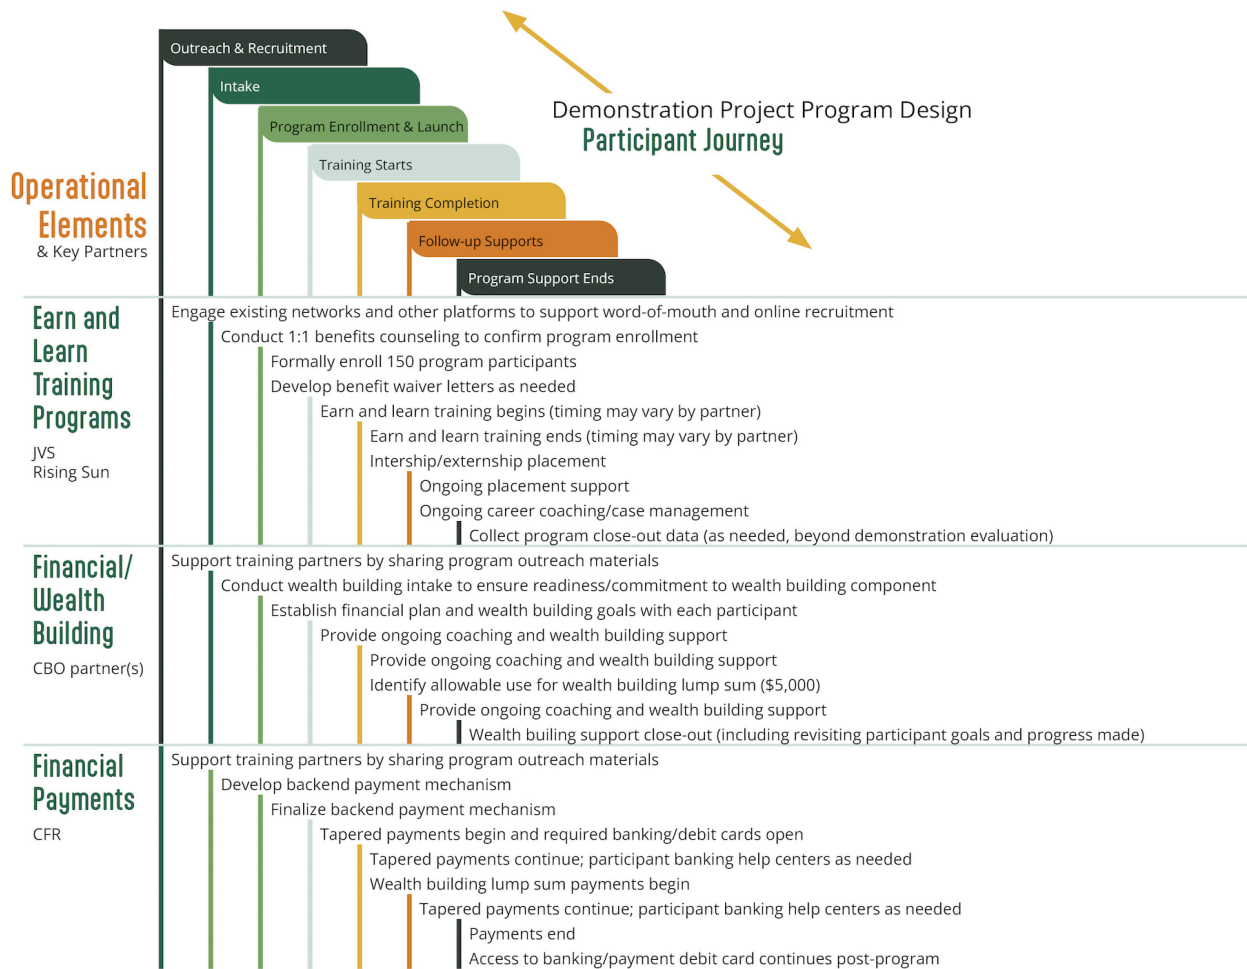 Outreach & Recruitment
Intake
Program Enrollment & Launch
Training Starts
Training Completion
Follow-up Supports
Program Support Ends
Demonstration Project Program Design
Participant Journey
Operational
Elements
& Key Partners
Earn and
Learn
Training
Programs
JVS
Rising Sun
Engage existing networks and other platforms to support word-of-mouth and online recruitment
Conduct 1:1 benefits counseling to confirm program enrollment
Formally enroll 150 program participants
Develop benefit waiver letters as needed
Earn and learn training begins (timing may vary by partner)
Earn and learn training ends (timing may vary by partner)
Intership/externship placement
Ongoing placement support
Ongoing career coaching/case management
Collect program close-out data (as needed, beyond demonstration evaluation)
Financial/
Wealth
Building
CBO partner(s)
Support training partners by sharing program outreach materials
Conduct wealth building intake to ensure readiness/commitment to wealth building component
Establish financial plan and wealth building goals with each participant
Provide ongoing coaching and wealth building support
Provide ongoing coaching and wealth building support
Identify allowable use for wealth building lump sum ($5,000)
Provide ongoing coaching and wealth building support
Wealth builing support close-out (including revisiting participant goals and progress made)
Financial
Payments
CFR
Support training partners by sharing program outreach materials
Develop backend payment mechanism
Finalize backend payment mechanism
Tapered payments begin and required banking/debit cards open
Tapered payments continue; participant banking help centers as needed
Wealth building lump sum payments begin
Tapered payments continue; participant banking help centers as needed
Payments end
Access to banking/payment debit card continues post-program